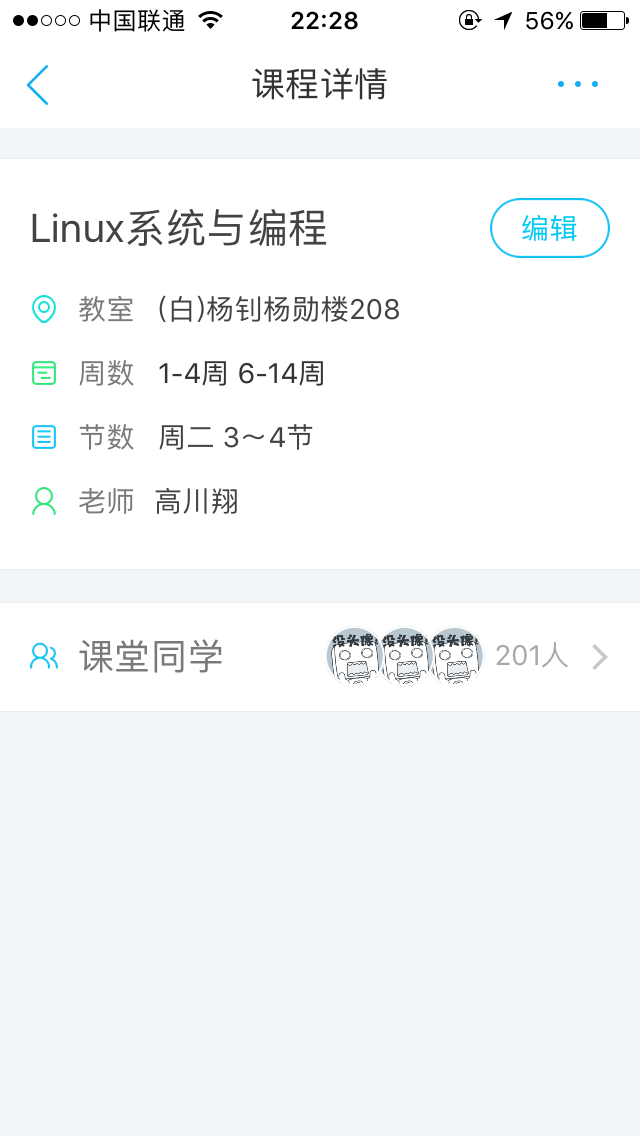 中国联通 22:28 56%
课程详情
Linux系统与编程 编辑
教室 (白)杨钊杨勋楼208
周数 1-4周 6-14周
节数 周二 3～4节
老师 高川翔
没头像 没头像 没头像
课堂同学 201人